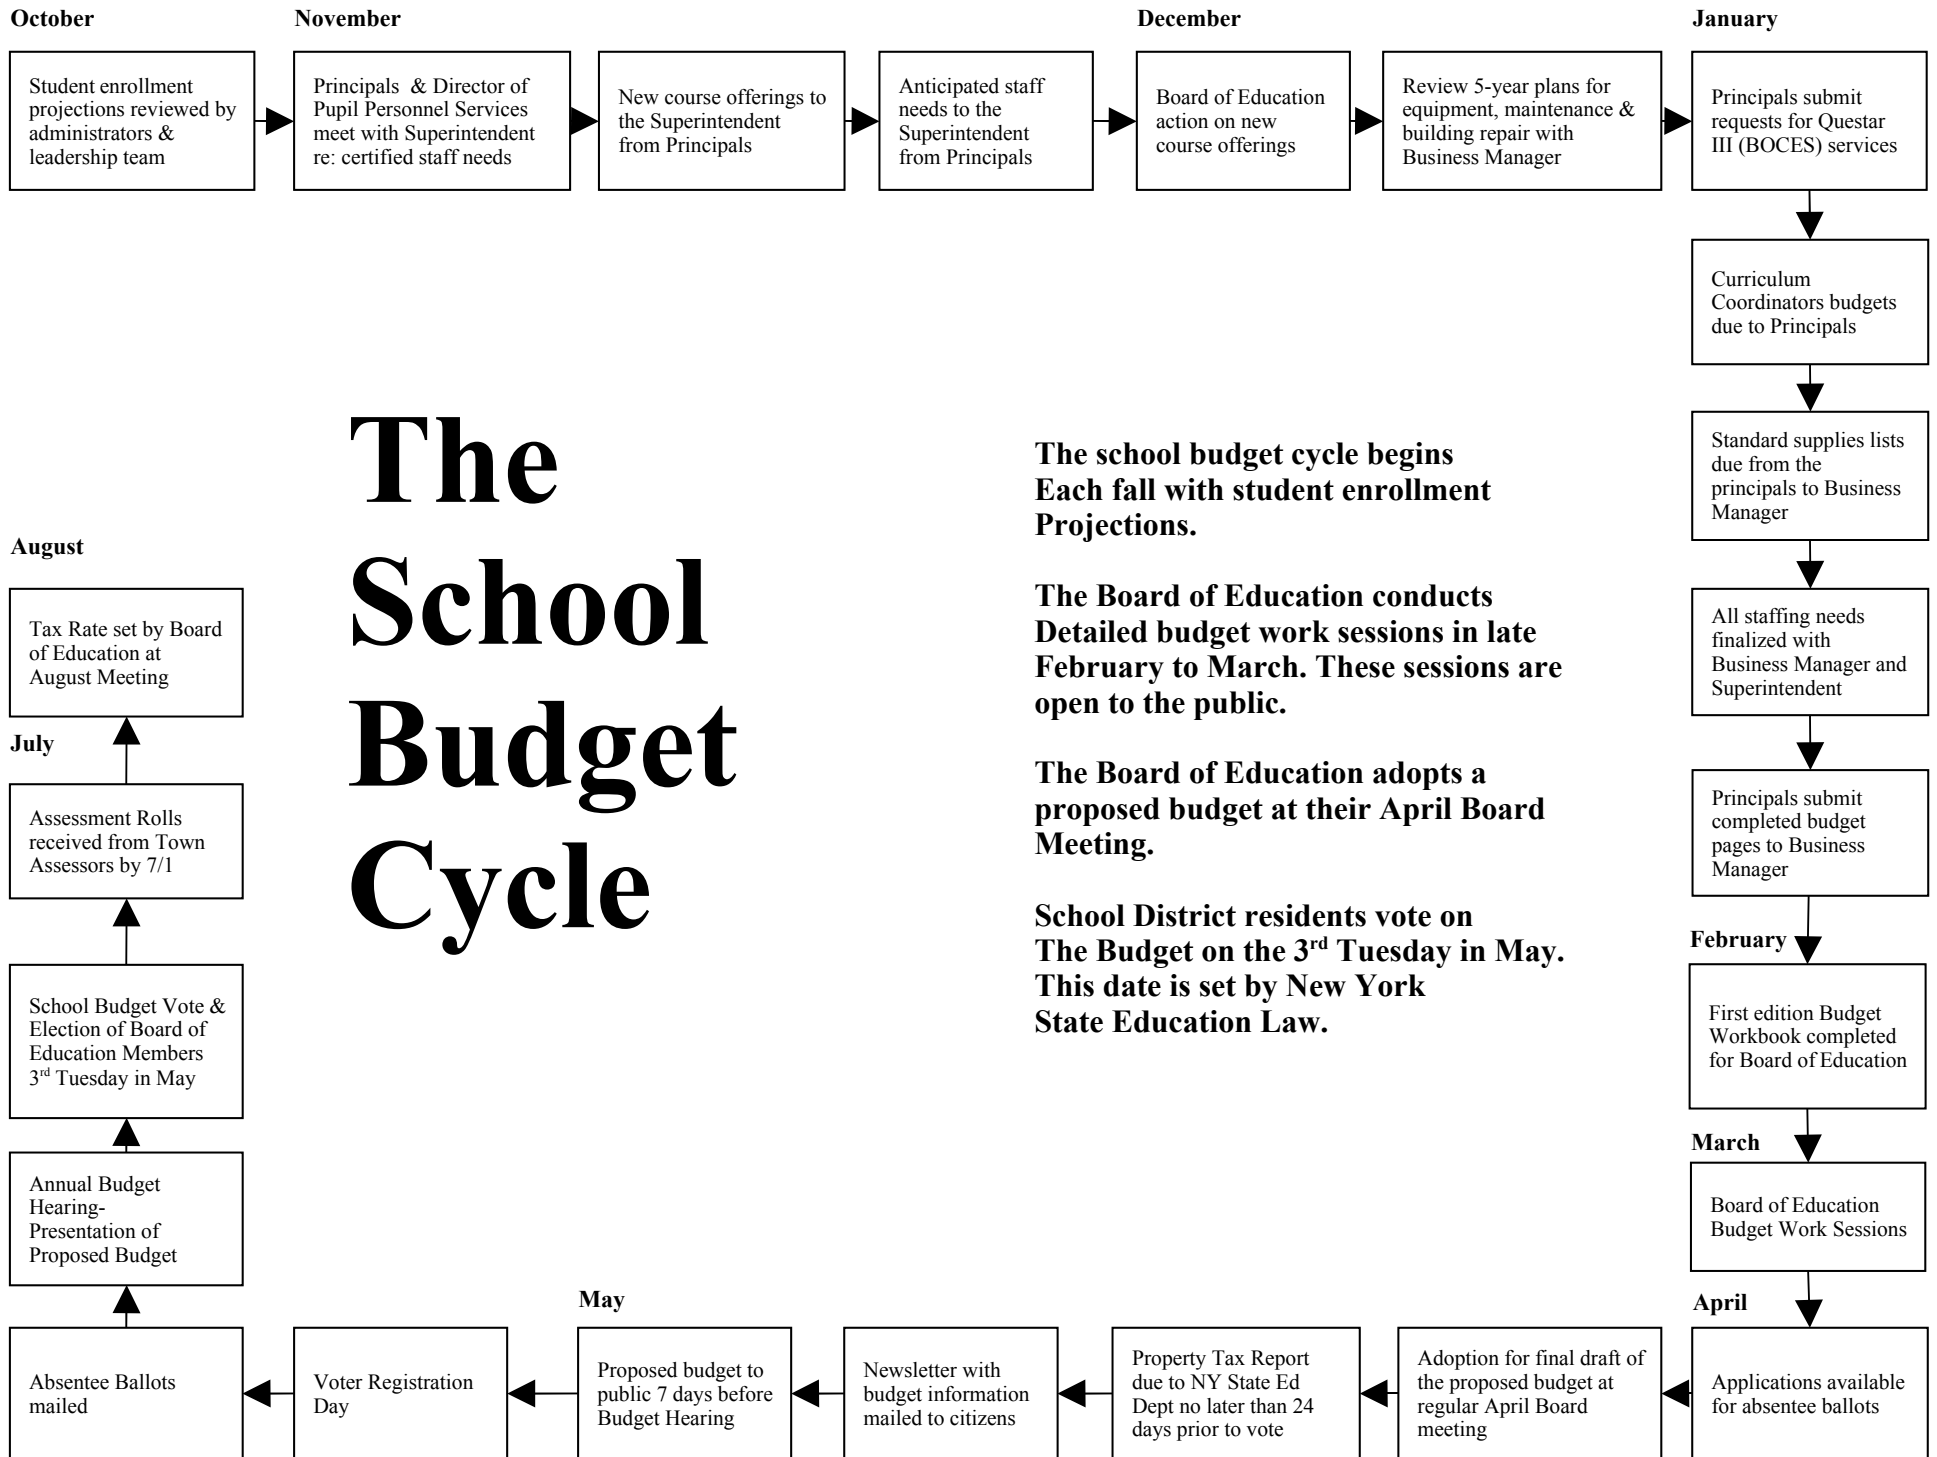 October
Student enrollment
projections reviewed by
administrators &
leadership team
November
Principals & Director of
Pupil Personnel Services
meet with Superintendent
re: certified staff needs
New course offerings to
the Superintendent
from Principals
Anticipated staff
needs to the
Superintendent
from Principals
December
Board of Education
action on new
course offerings
Review 5-year plans for
equipment, maintenance &
building repair with
Business Manager
January
Principals submit
requests for Questar
III (BOCES) services
Curriculum
Coordinators budgets
due to Principals
Standard supplies lists
due from the
principals to Business
Manager
All staffing needs
finalized with
Business Manager and
Superintendent
Principals submit
completed budget
pages to Business
Manager
February
First edition Budget
Workbook completed
for Board of Education
March
Board of Education
Budget Work Sessions
April
Applications available
for absentee ballots
Adoption for final draft of
the proposed budget at
regular April Board
meeting
Property Tax Report
due to NY State Ed
Dept no later than 24
days prior to vote
Newsletter with
budget information
mailed to citizens
May
Proposed budget to
public 7 days before
Budget Hearing
Voter Registration
Day
Absentee Ballots
mailed
Annual Budget
Hearing-
Presentation of
Proposed Budget
School Budget Vote &
Election of Board of
Education Members
3rd Tuesday in May
July
Assessment Rolls
received from Town
Assessors by 7/1
August
Tax Rate set by Board
of Education at
August Meeting
The
School
Budget
Cycle
The school budget cycle begins
Each fall with student enrollment
Projections.
The Board of Education conducts
Detailed budget work sessions in late
February to March. These sessions are
open to the public.
The Board of Education adopts a
proposed budget at their April Board
Meeting.
School District residents vote on
The Budget on the 3rd Tuesday in May.
This date is set by New York
State Education Law.